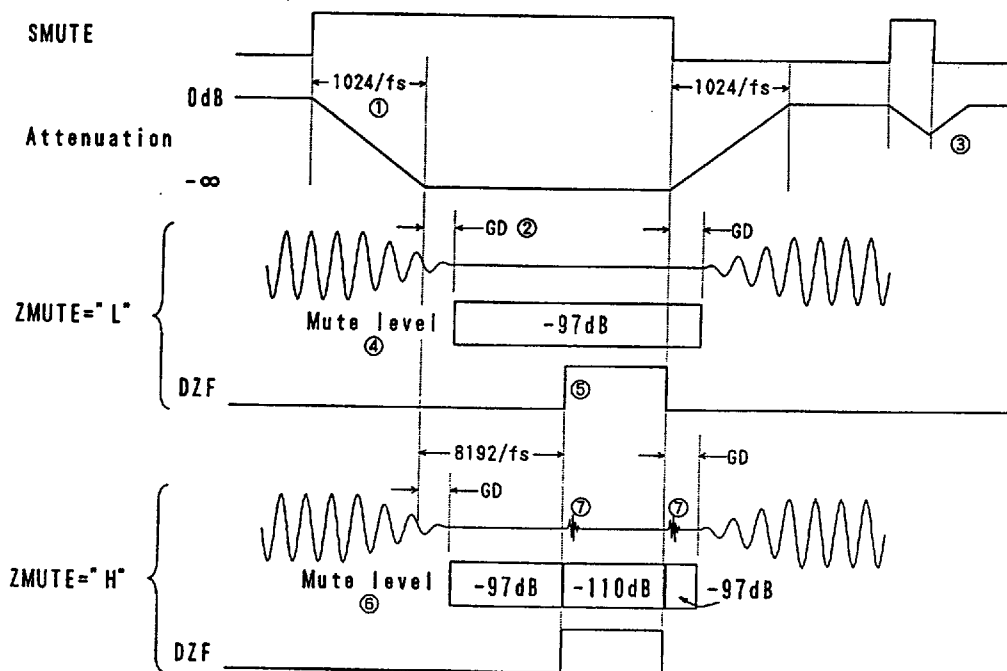 SMUTE
1024/fs
①
1024/fs
0dB
Attenuation
③
-∞
GD ②
GD
ZMUTE="L"
Mute level
④
-97dB
DZF
⑤
8192/fs
GD
GD
⑦
⑦
ZMUTE="H"
Mute level
⑥
-97dB
-110dB
-97dB
DZF